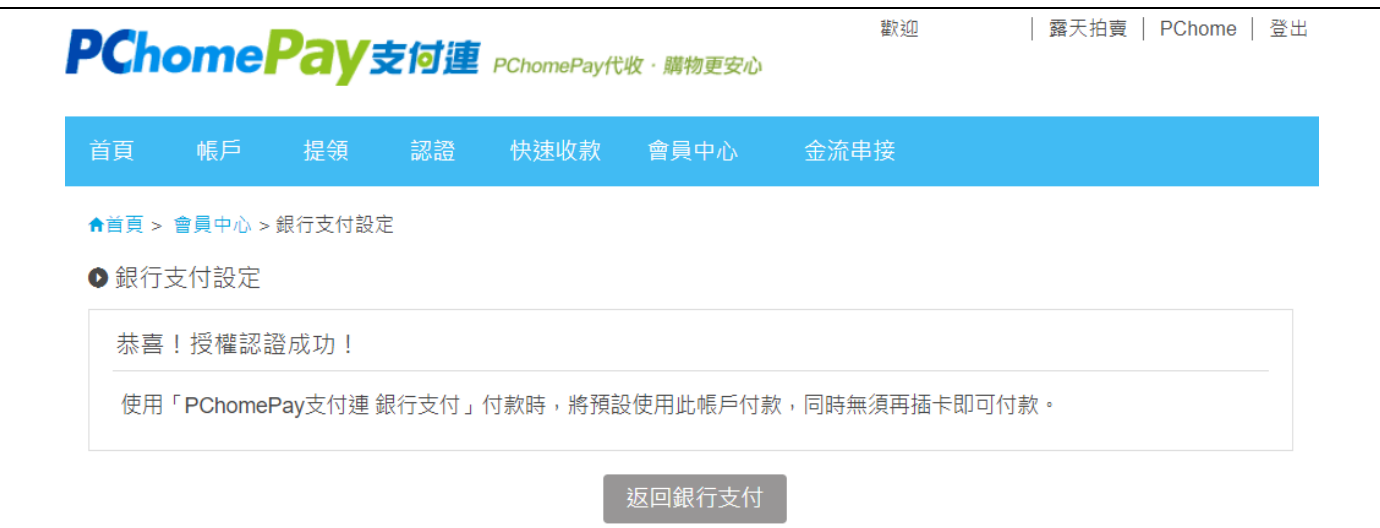 歡迎 | 露天拍賣 | PChome | 登出
PChomePay支付連 PChomePay代收‧購物更安心
首頁 帳戶 提領 認證 快速收款 會員中心 金流串接
首頁 > 會員中心 > 銀行支付設定
銀行支付設定
恭喜！授權認證成功！
使用「PChomePay支付連 銀行支付」付款時，將預設使用此帳戶付款，同時無須再插卡即可付款。
返回銀行支付